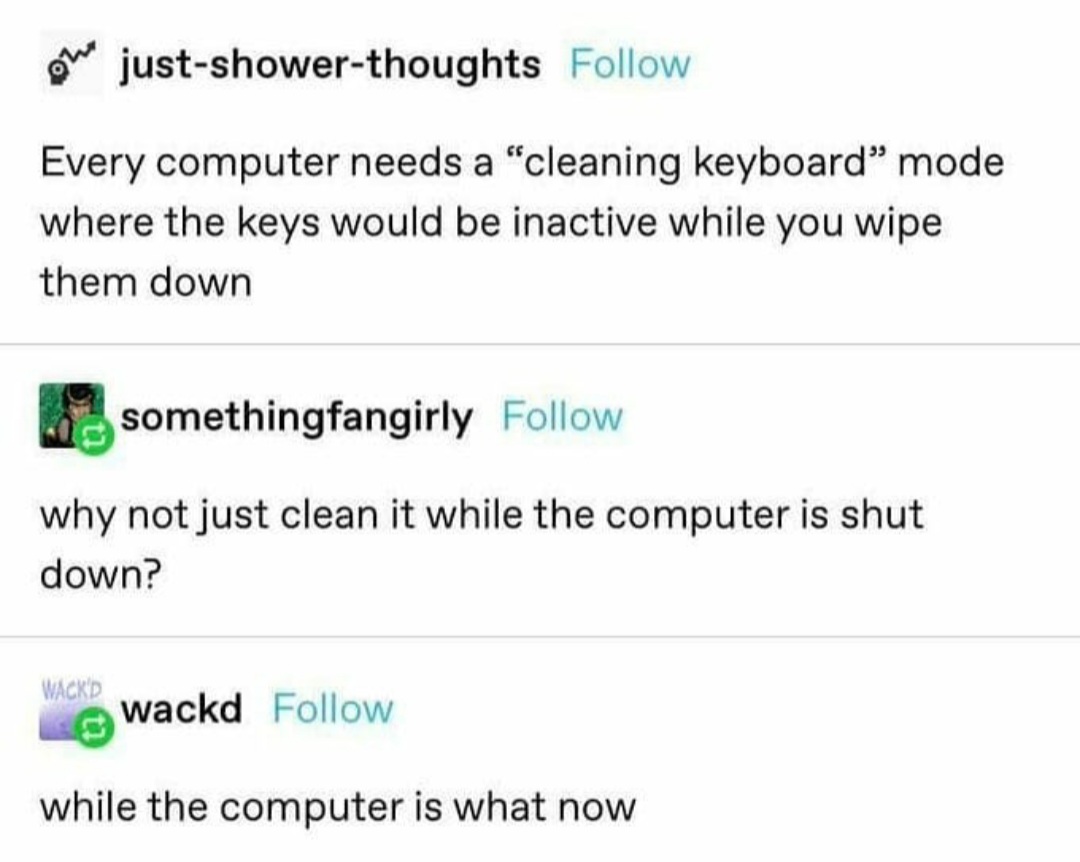 just-shower-thoughts Follow
Every computer needs a “cleaning keyboard” mode
where the keys would be inactive while you wipe
them down
somethingfangirly Follow
why not just clean it while the computer is shut
down?
WACK'D
wackd Follow
while the computer is what now